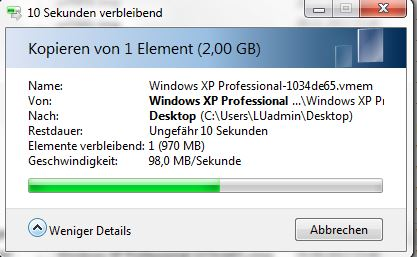 10 Sekunden verbleibend
Kopieren von 1 Element (2,00 GB)
Name: Windows XP Professional-1034de65.vmem
Von: Windows XP Professional ...\Windows XP Pr
Nach: Desktop (C:\Users\LUadmin\Desktop)
Restdauer: Ungefähr 10 Sekunden
Elemente verbleibend: 1 (970 MB)
Geschwindigkeit: 98,0 MB/Sekunde
Weniger Details
Abbrechen